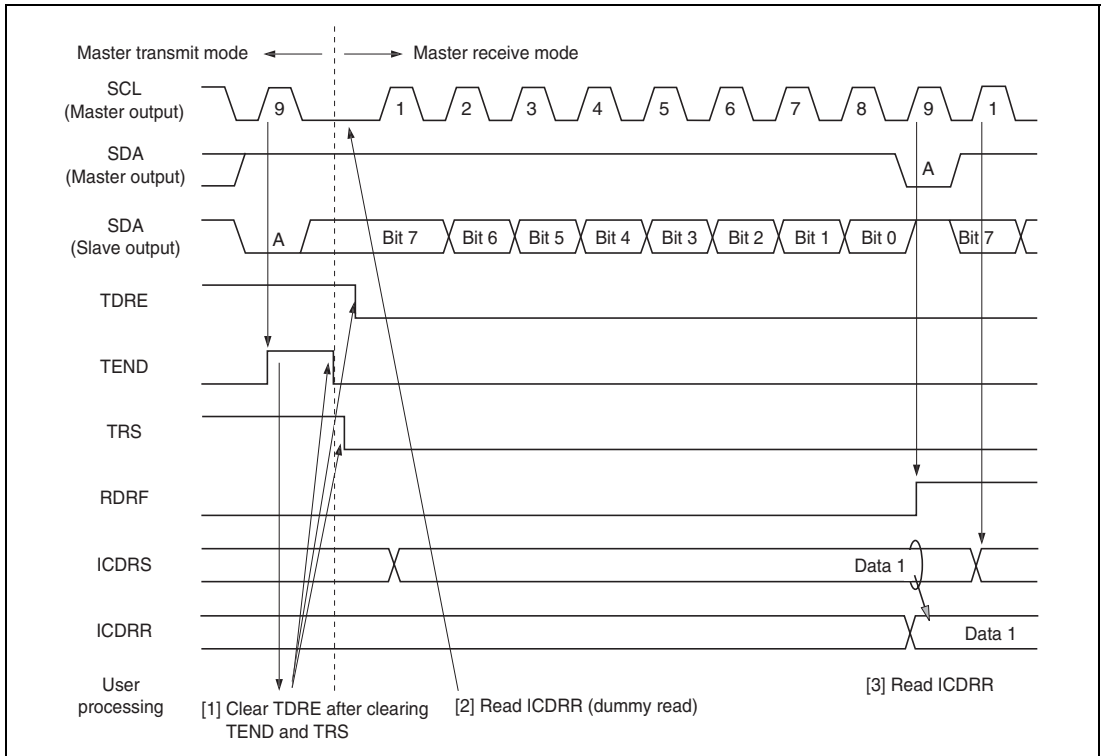 Master transmit mode Master receive mode
SCL
(Master output)
9 1 2 3 4 5 6 7 8 9 1
SDA
(Master output)
A
SDA
(Slave output)
A Bit 7 Bit 6 Bit 5 Bit 4 Bit 3 Bit 2 Bit 1 Bit 0 Bit 7
TDRE
TEND
TRS
RDRF
ICDRS
Data 1
ICDRR
Data 1
User
processing
[1] Clear TDRE after clearing
TEND and TRS
[2] Read ICDRR (dummy read)
[3] Read ICDRR